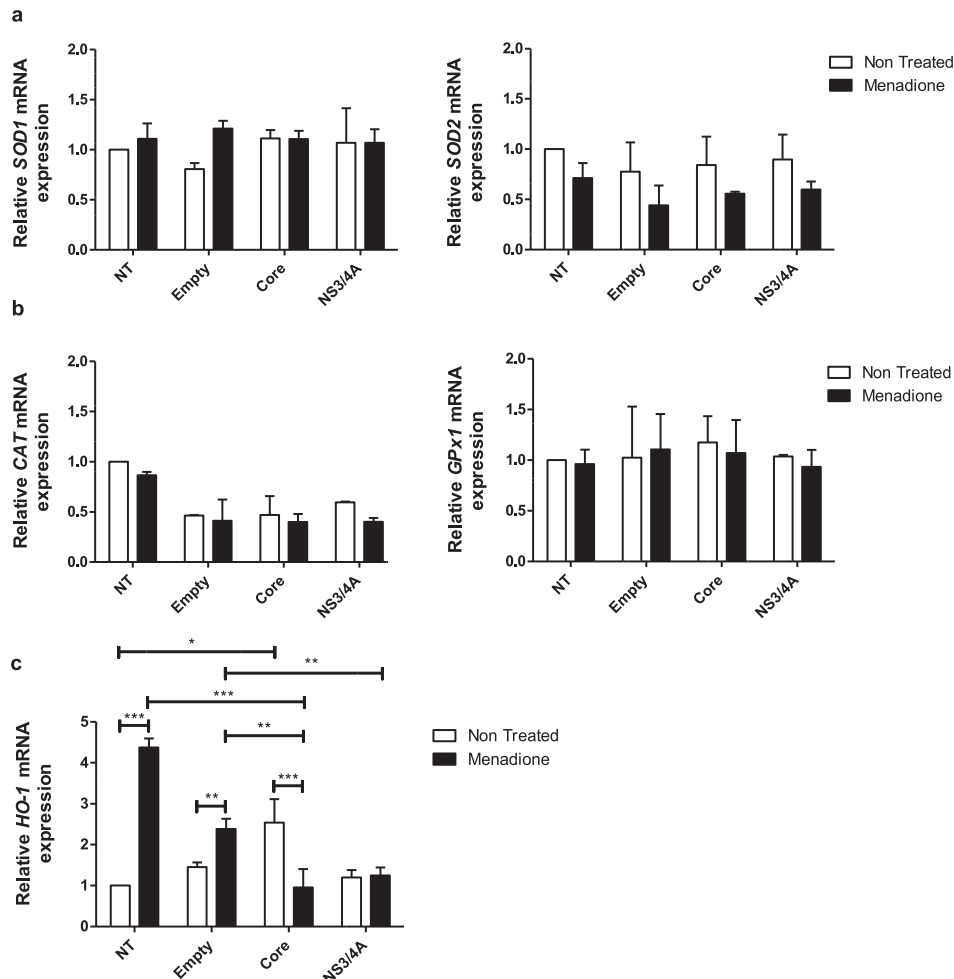 a
Relative SOD1 mRNA
expression
2.0
1.5
1.0
0.5
0.0
NT
Empty
Core
NS3/4A
Relative SOD2 mRNA
expression
2.0
1.5
1.0
0.5
0.0
NT
Empty
Core
NS3/4A
Non Treated
Menadione
b
Relative CAT mRNA
expression
2.0
1.5
1.0
0.5
0.0
NT
Empty
Core
NS3/4A
Relative GPx1 mRNA
expression
2.0
1.5
1.0
0.5
0.0
NT
Empty
Core
NS3/4A
Non Treated
Menadione
c
Relative HO-1 mRNA
expression
5
4
3
2
1
0
*
**
***
***
**
***
**
NT
Empty
Core
NS3/4A
Non Treated
Menadione